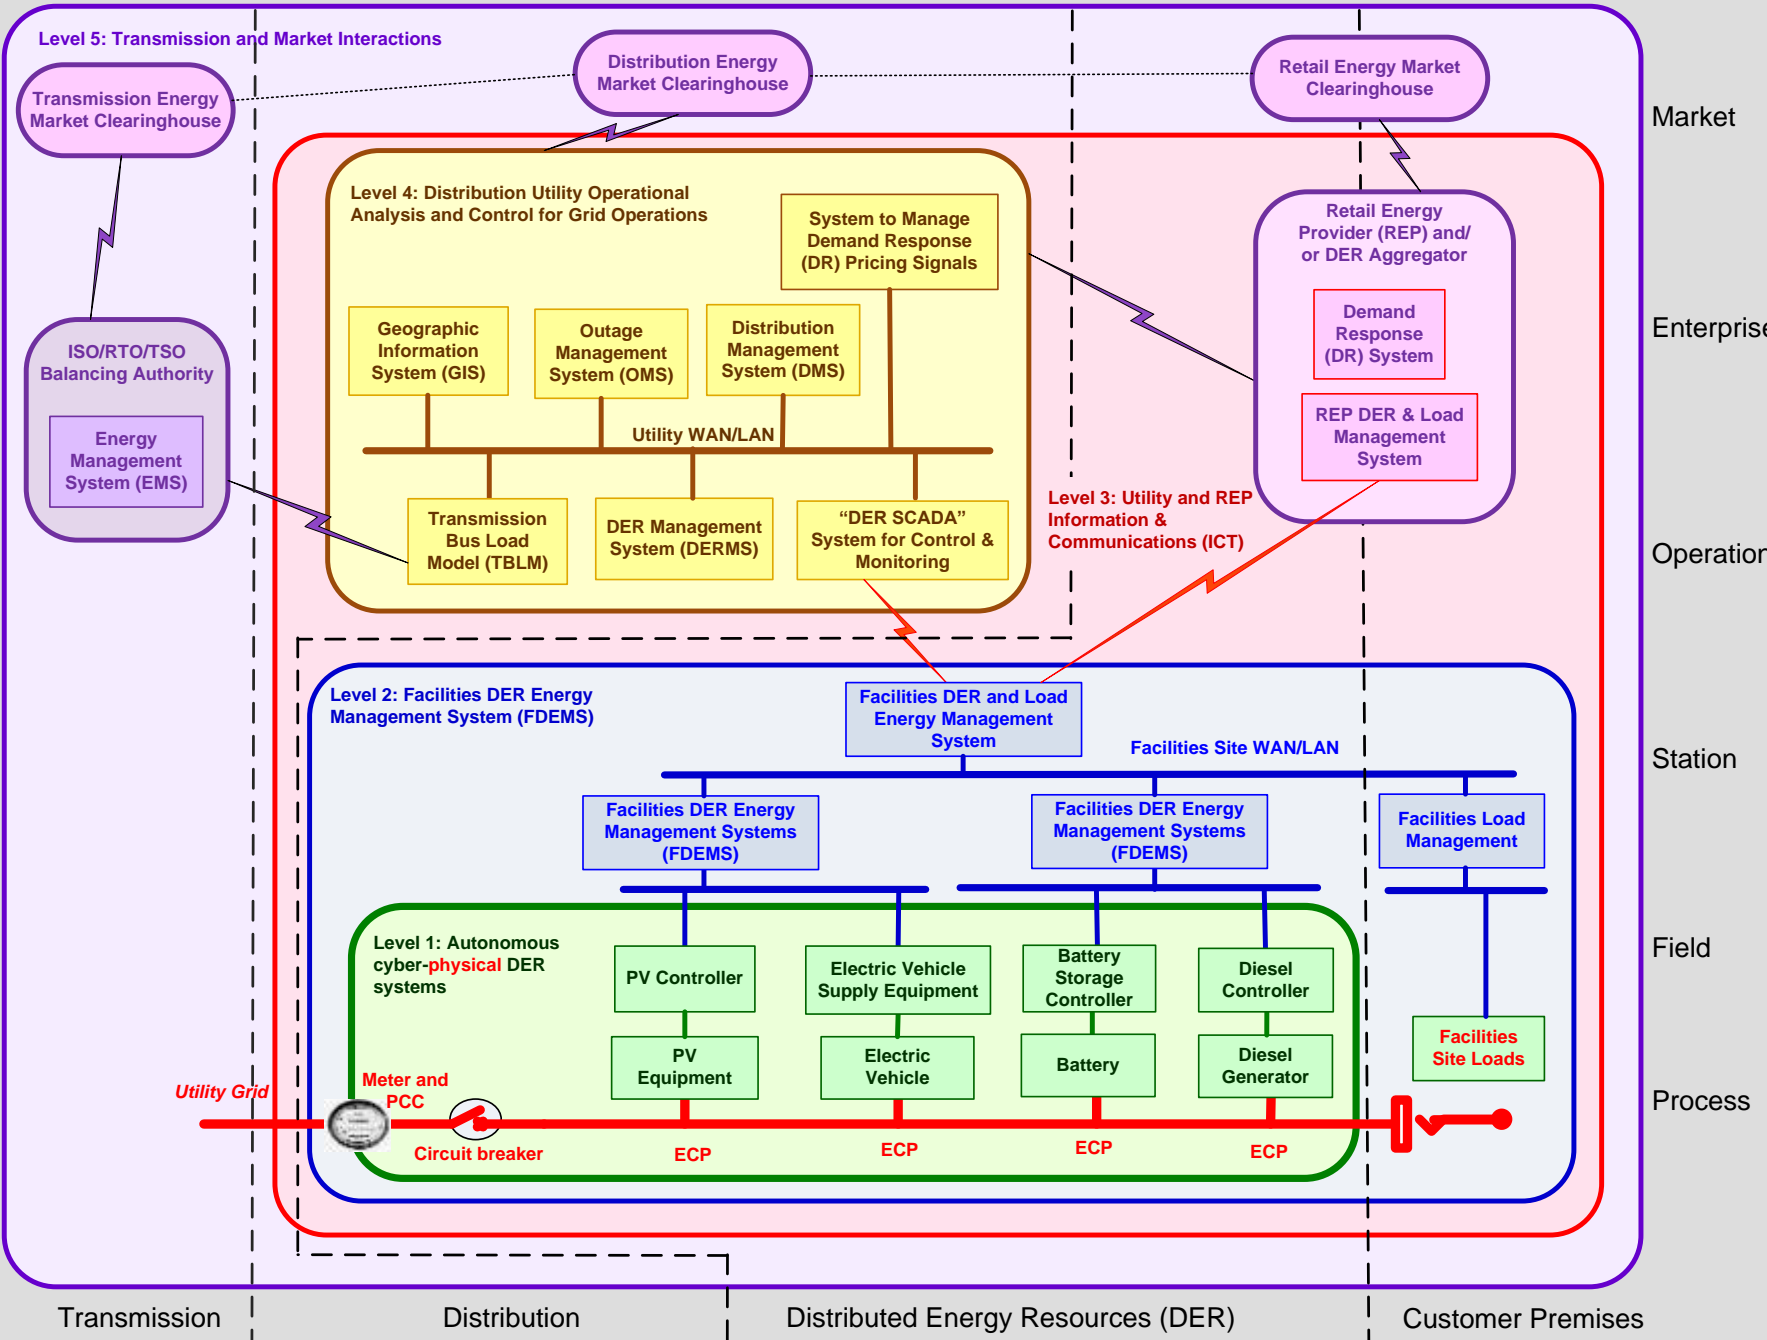 Level 5: Transmission and Market Interactions
Transmission Energy
Market Clearinghouse
Distribution Energy
Market Clearinghouse
Retail Energy Market
Clearinghouse
Market
Level 4: Distribution Utility Operational
Analysis and Control for Grid Operations
System to Manage
Demand Response
(DR) Pricing Signals
Retail Energy
Provider (REP) and/
or DER Aggregator
Demand
Response
(DR) System
REP DER & Load
Management
System
Enterprise
ISO/RTO/TSO
Balancing Authority
Energy
Management
System (EMS)
Geographic
Information
System (GIS)
Outage
Management
System (OMS)
Distribution
Management
System (DMS)
Utility WAN/LAN
Transmission
Bus Load
Model (TBLM)
DER Management
System (DERMS)
“DER SCADA”
System for Control &
Monitoring
Level 3: Utility and REP
Information &
Communications (ICT)
Operation
Level 2: Facilities DER Energy
Management System (FDEMS)
Facilities DER and Load
Energy Management
System
Facilities Site WAN/LAN
Station
Facilities DER Energy
Management Systems
(FDEMS)
Facilities DER Energy
Management Systems
(FDEMS)
Facilities Load
Management
Level 1: Autonomous
cyber-physical DER
systems
PV Controller
Electric Vehicle
Supply Equipment
Battery
Storage
Controller
Diesel
Controller
Field
PV
Equipment
Electric
Vehicle
Battery
Diesel
Generator
Facilities
Site Loads
Utility Grid
Meter and
PCC
Circuit breaker
ECP
ECP
ECP
ECP
Process
Transmission
Distribution
Distributed Energy Resources (DER)
Customer Premises